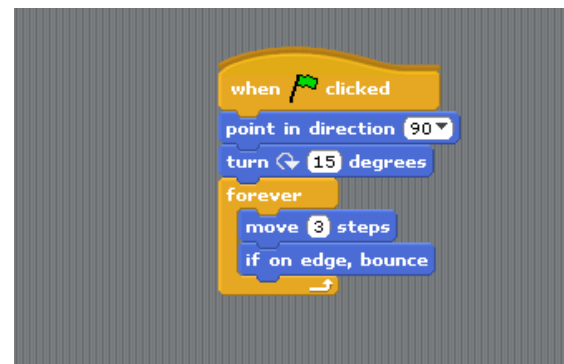 when clicked
point in direction 90
turn 15 degrees
forever
move 3 steps
if on edge, bounce